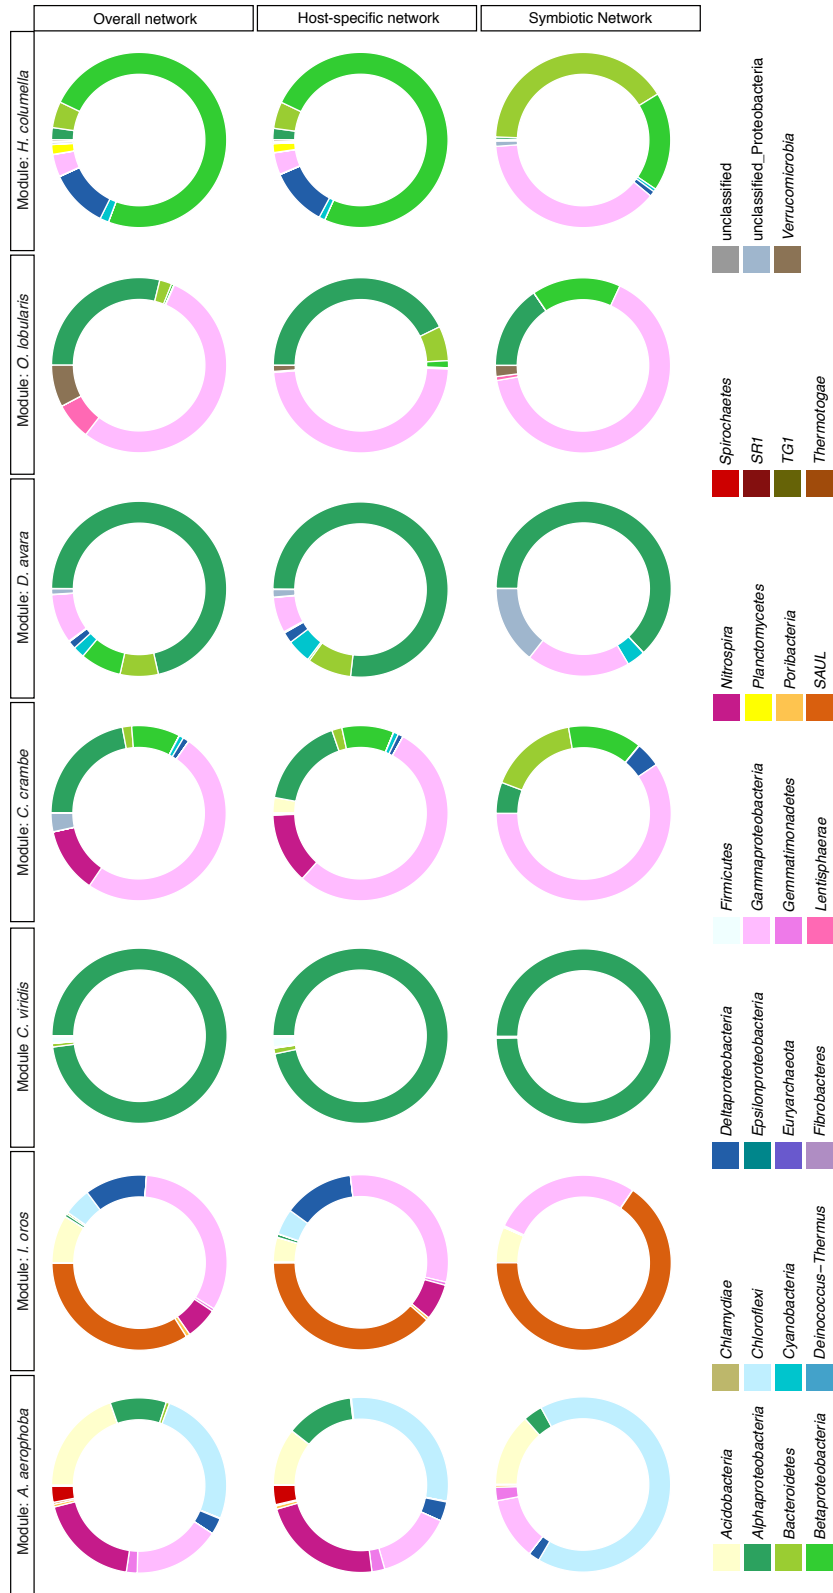 Overall network
Host-specific network
Symbiotic Network
Module: H. columella
Module: O. lobularis
Module: D. avara
Module: C. crambe
Module C. viridis
Module: I. oros
Module: A. aerophoba
Acidobacteria
Alphaproteobacteria
Bacteroidetes
Betaproteobacteria
Chlamydiae
Chloroflexi
Cyanobacteria
Deinococcus−Thermus
Deltaproteobacteria
Epsilonproteobacteria
Euryarchaeota
Fibrobacteres
Firmicutes
Gammaproteobacteria
Gemmatimonadetes
Lentisphaerae
Nitrospira
Planctomycetes
Poribacteria
SAUL
Spirochaetes
SR1
TG1
Thermotogae
unclassified
unclassified_Proteobacteria
Verrucomicrobia